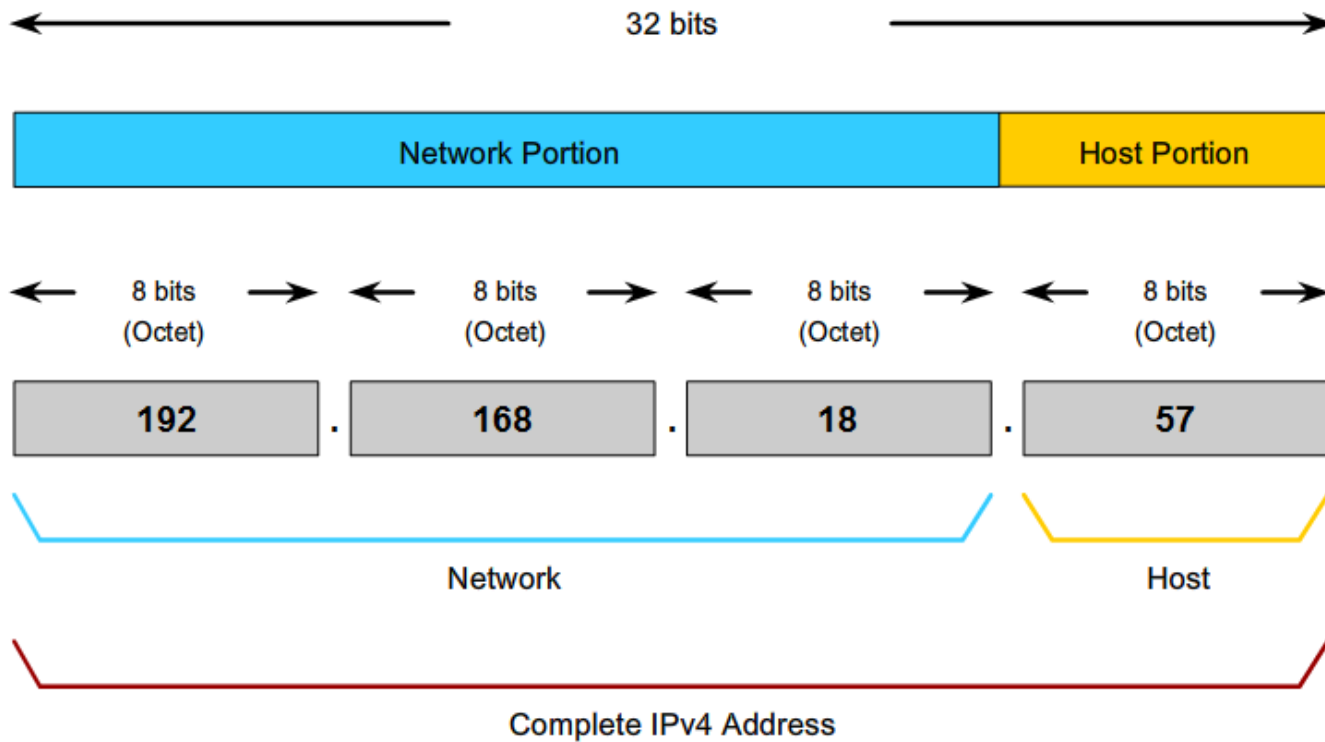 32 bits
Network Portion Host Portion
8 bits 8 bits 8 bits 8 bits
(Octet) (Octet) (Octet) (Octet)
192 . 168 . 18 . 57
Network Host
Complete IPv4 Address